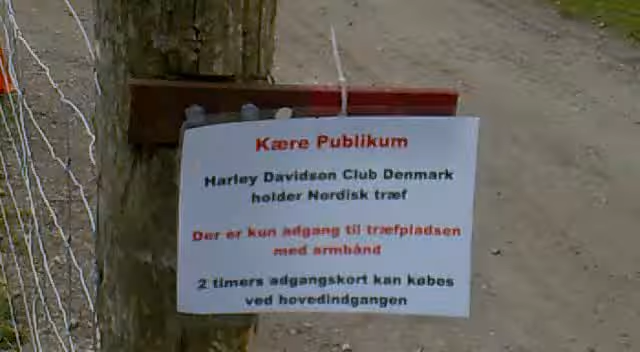 Kære Publikum
Harley Davidson Club Denmark
holder Nordisk træf
Der er kun adgang til træfpladsen
med armbånd
2 timers adgangskort kan købes
ved hovedindgangen